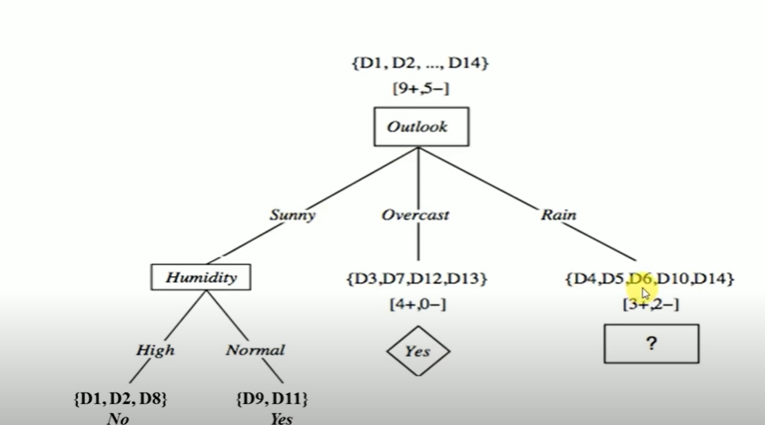 {D1, D2, ..., D14}
[9+,5−]
Outlook
Sunny
Overcast
Rain
Humidity
{D3,D7,D12,D13}
{D4,D5,D6,D10,D14}
[4+,0−]
[3+,2−]
High
Normal
Yes
?
{D1, D2, D8}
{D9, D11}
No
Yes